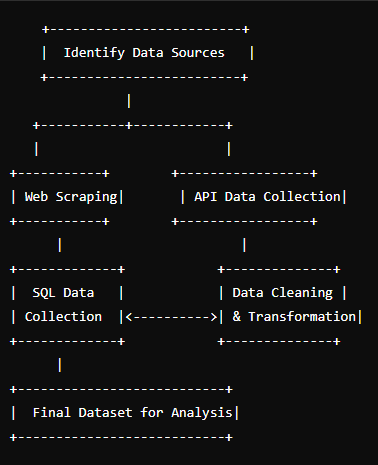 Identify Data Sources
Web Scraping
API Data Collection
SQL Data
Collection
Data Cleaning
& Transformation
Final Dataset for Analysis